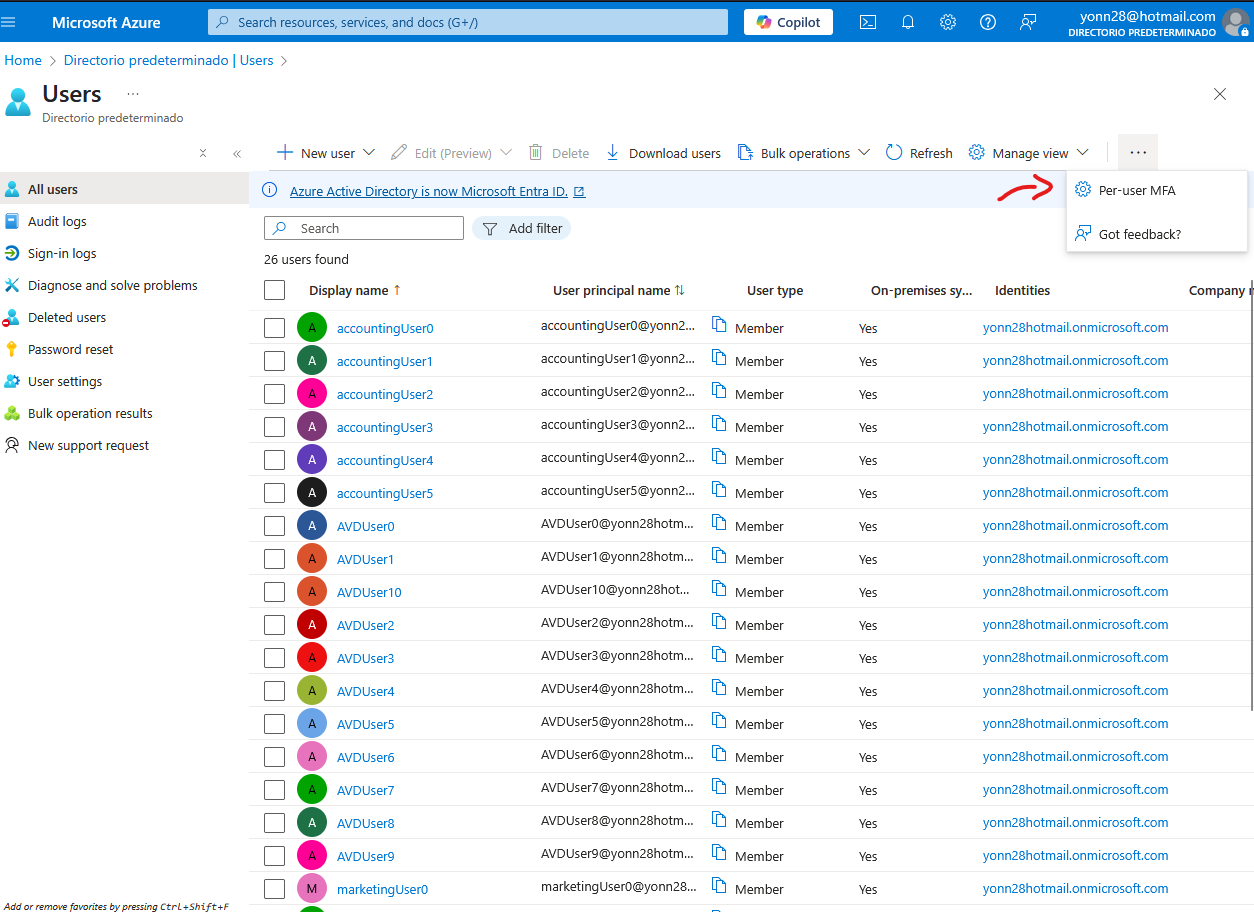 Microsoft Azure
Search resources, services, and docs (G+/)
Copilot
yonn28@hotmail.com
DIRECTORIO PREDETERMINADO
Home > Directorio predeterminado | Users >
Users ...
Directorio predeterminado
New user
Edit (Preview)
Delete
Download users
Bulk operations
Refresh
Manage view
...
Per-user MFA
Got feedback?
All users
Audit logs
Sign-in logs
Diagnose and solve problems
Deleted users
Password reset
User settings
Bulk operation results
New support request
Azure Active Directory is now Microsoft Entra ID.
Search
Add filter
26 users found
Display name ↑ User principal name ↑↓ User type On-premises sy... Identities Company
A accountingUser0 accountingUser0@yonn2... Member Yes yonn28hotmail.onmicrosoft.com
A accountingUser1 accountingUser1@yonn2... Member Yes yonn28hotmail.onmicrosoft.com
A accountingUser2 accountingUser2@yonn2... Member Yes yonn28hotmail.onmicrosoft.com
A accountingUser3 accountingUser3@yonn2... Member Yes yonn28hotmail.onmicrosoft.com
A accountingUser4 accountingUser4@yonn2... Member Yes yonn28hotmail.onmicrosoft.com
A accountingUser5 accountingUser5@yonn2... Member Yes yonn28hotmail.onmicrosoft.com
A AVDUser0 AVDUser0@yonn28hotm... Member Yes yonn28hotmail.onmicrosoft.com
A AVDUser1 AVDUser1@yonn28hotm... Member Yes yonn28hotmail.onmicrosoft.com
A AVDUser10 AVDUser10@yonn28hot... Member Yes yonn28hotmail.onmicrosoft.com
A AVDUser2 AVDUser2@yonn28hotm... Member Yes yonn28hotmail.onmicrosoft.com
A AVDUser3 AVDUser3@yonn28hotm... Member Yes yonn28hotmail.onmicrosoft.com
A AVDUser4 AVDUser4@yonn28hotm... Member Yes yonn28hotmail.onmicrosoft.com
A AVDUser5 AVDUser5@yonn28hotm... Member Yes yonn28hotmail.onmicrosoft.com
A AVDUser6 AVDUser6@yonn28hotm... Member Yes yonn28hotmail.onmicrosoft.com
A AVDUser7 AVDUser7@yonn28hotm... Member Yes yonn28hotmail.onmicrosoft.com
A AVDUser8 AVDUser8@yonn28hotm... Member Yes yonn28hotmail.onmicrosoft.com
A AVDUser9 AVDUser9@yonn28hotm... Member Yes yonn28hotmail.onmicrosoft.com
M marketingUser0 marketingUser0@yonn28... Member Yes yonn28hotmail.onmicrosoft.com
Add or remove favorites by pressing Ctrl+Shift+F